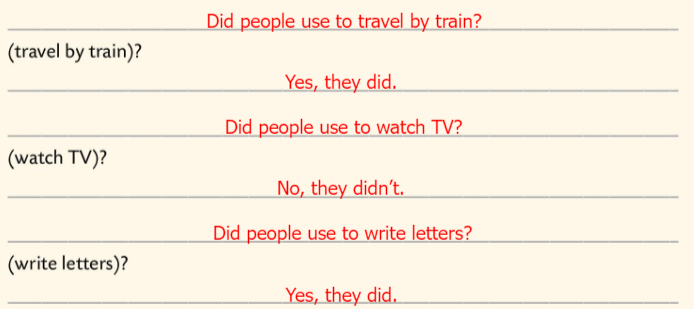 Did people use to travel by train?
(travel by train)?
Yes, they did.
Did people use to watch TV?
(watch TV)?
No, they didn't.
Did people use to write letters?
(write letters)?
Yes, they did.